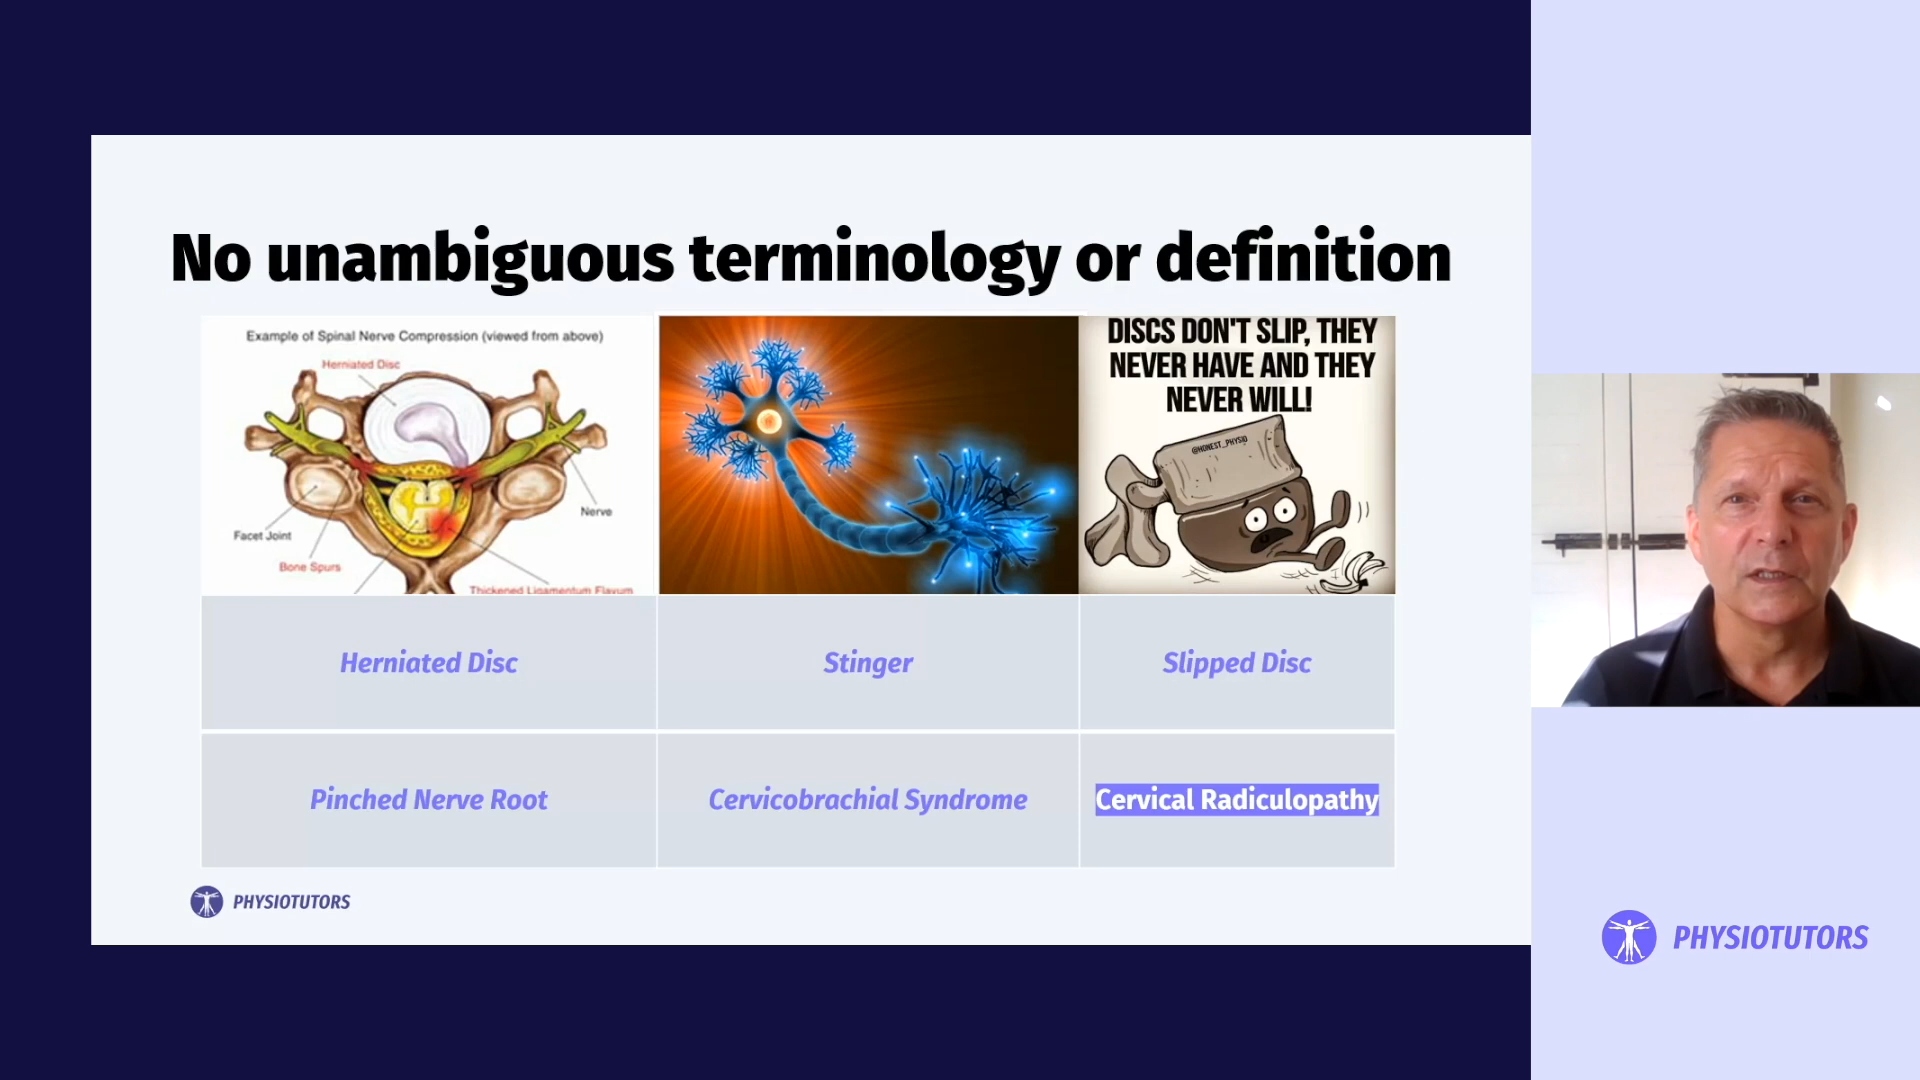 No unambiguous terminology or definition
Example of Spinal Nerve Compression (viewed from above)
Herniated Disc
Nerve
Facet Joint
Bone Spurs
Thickened Ligamentum Flavum
DISCS DON'T SLIP, THEY
NEVER HAVE AND THEY
NEVER WILL!
@HONEST_PHYSIO
Herniated Disc
Stinger
Slipped Disc
Pinched Nerve Root
Cervicobrachial Syndrome
Cervical Radiculopathy
PHYSIOTUTORS
PHYSIOTUTORS